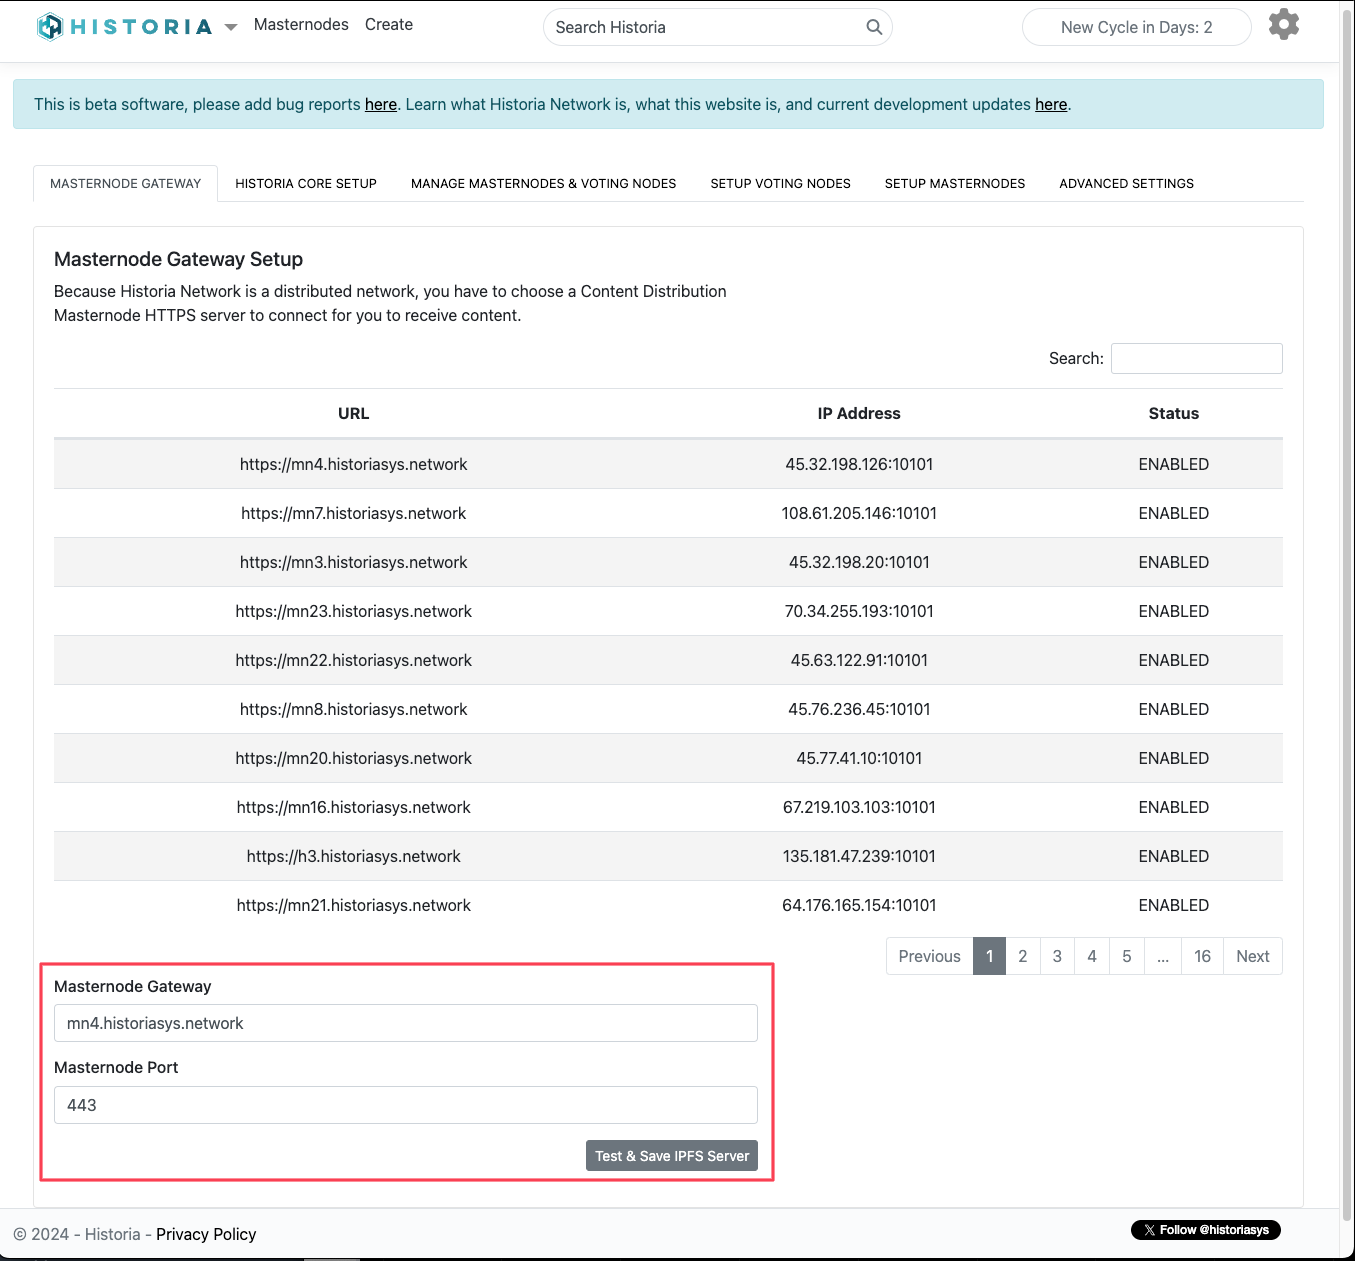 HISTORIA Masternodes Create Search Historia New Cycle in Days: 2
This is beta software, please add bug reports here. Learn what Historia Network is, what this website is, and current development updates here.
MASTERNODE GATEWAY HISTORIA CORE SETUP MANAGE MASTERNODES & VOTING NODES SETUP VOTING NODES SETUP MASTERNODES ADVANCED SETTINGS
Masternode Gateway Setup
Because Historia Network is a distributed network, you have to choose a Content Distribution
Masternode HTTPS server to connect for you to receive content.
Search:
URL IP Address Status
https://mn4.historiasys.network 45.32.198.126:10101 ENABLED
https://mn7.historiasys.network 108.61.205.146:10101 ENABLED
https://mn3.historiasys.network 45.32.198.20:10101 ENABLED
https://mn23.historiasys.network 70.34.255.193:10101 ENABLED
https://mn22.historiasys.network 45.63.122.91:10101 ENABLED
https://mn8.historiasys.network 45.76.236.45:10101 ENABLED
https://mn20.historiasys.network 45.77.41.10:10101 ENABLED
https://mn16.historiasys.network 67.219.103.103:10101 ENABLED
https://h3.historiasys.network 135.181.47.239:10101 ENABLED
https://mn21.historiasys.network 64.176.165.154:10101 ENABLED
Previous 1 2 3 4 5 ... 16 Next
Masternode Gateway
mn4.historiasys.network
Masternode Port
443
Test & Save IPFS Server
© 2024 - Historia - Privacy Policy X Follow @historiasys